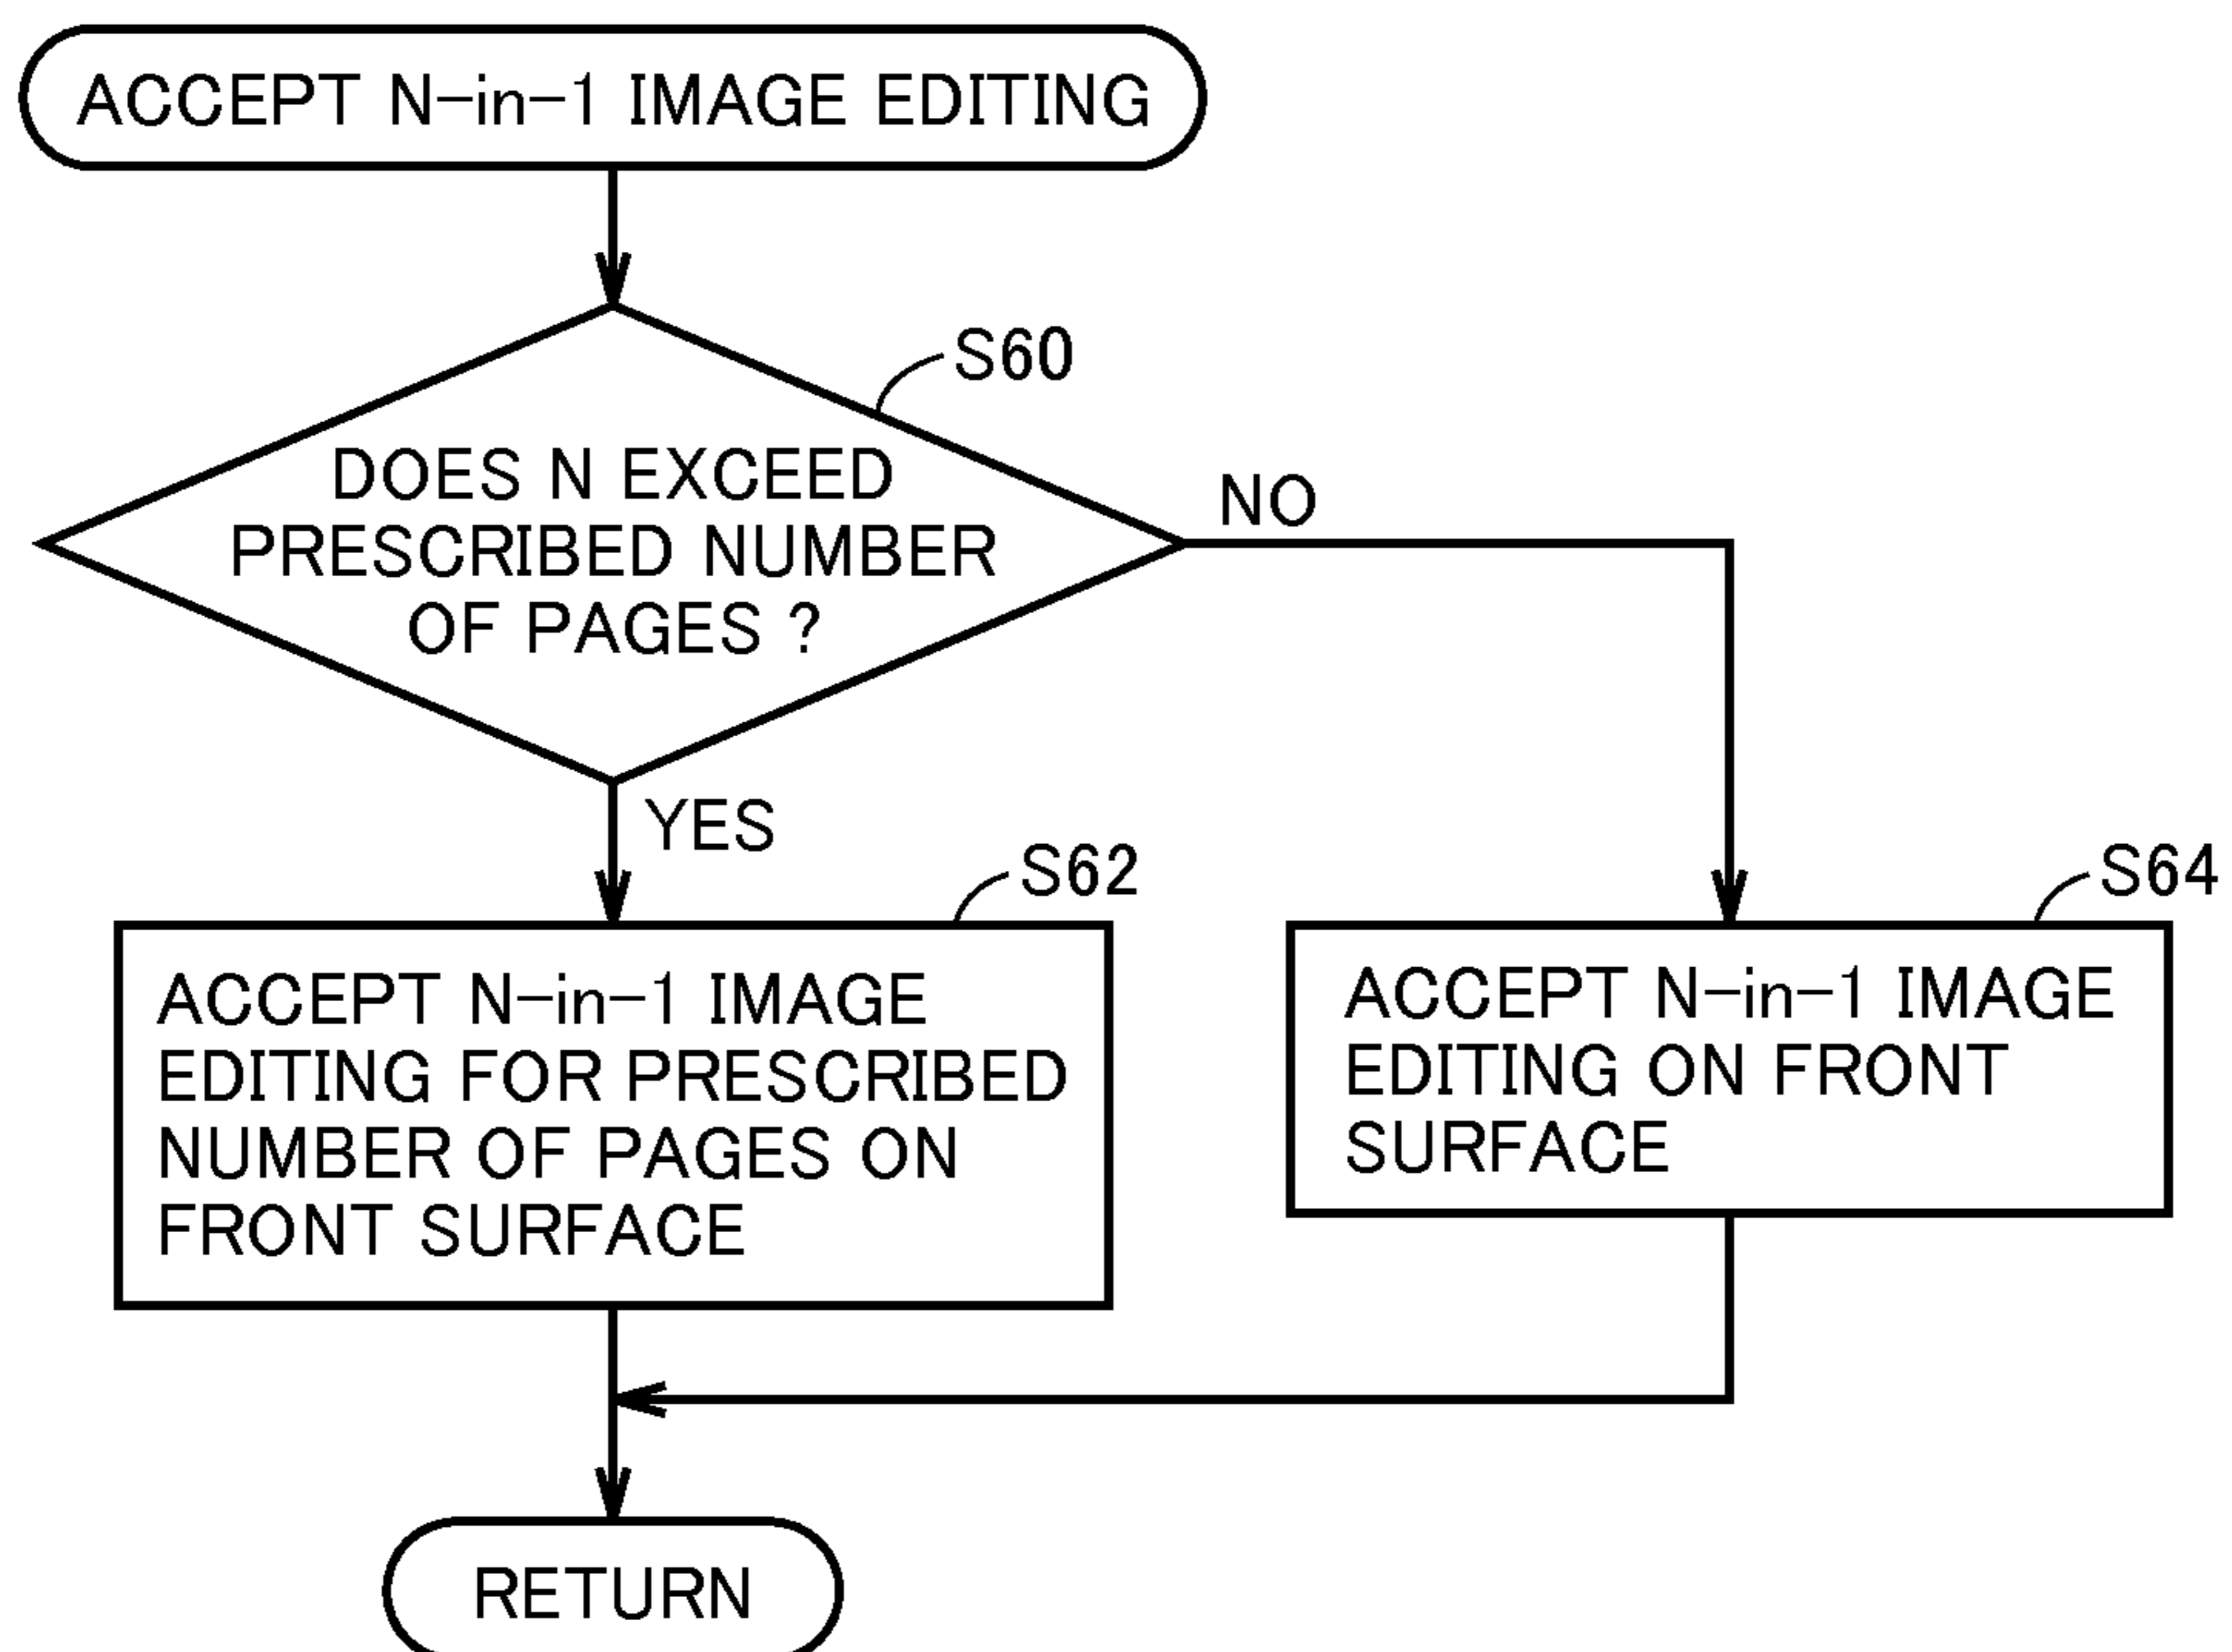 ACCEPT N-in-1 IMAGE EDITING
S60
DOES N EXCEED
PRESCRIBED NUMBER
OF PAGES ?
NO
YES
S62
ACCEPT N-in-1 IMAGE
EDITING FOR PRESCRIBED
NUMBER OF PAGES ON
FRONT SURFACE
S64
ACCEPT N-in-1 IMAGE
EDITING ON FRONT
SURFACE
RETURN